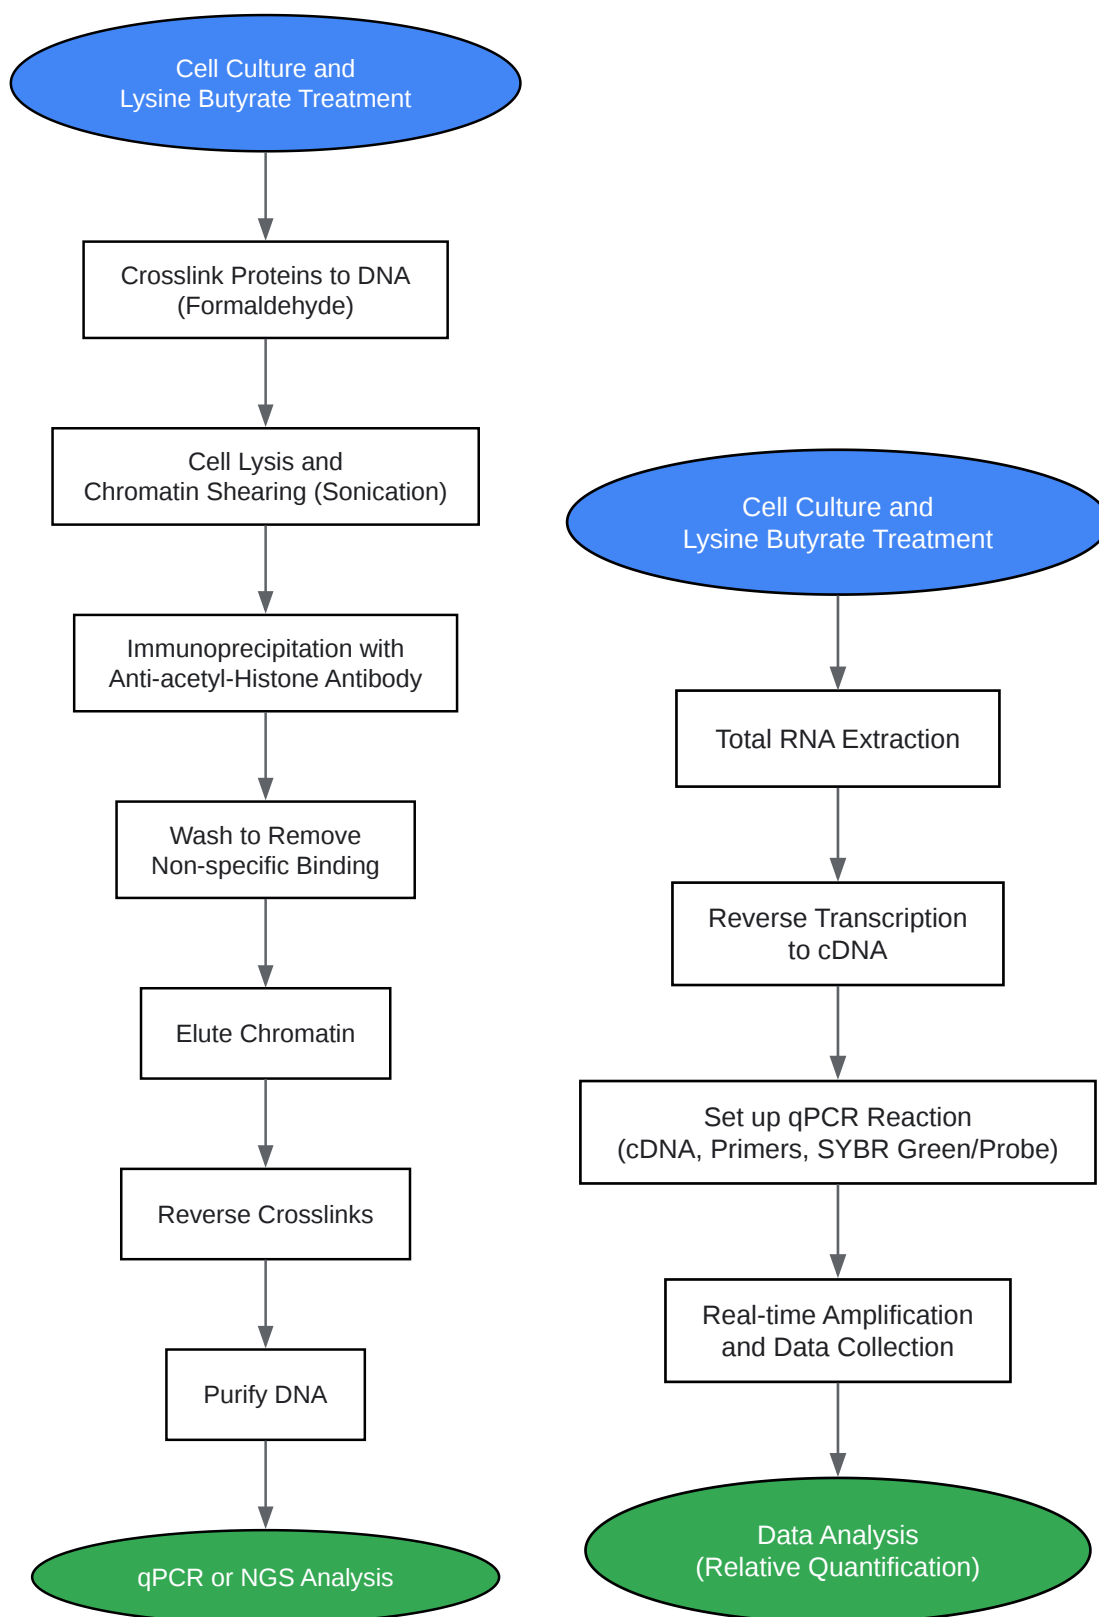 Cell Culture and
Lysine Butyrate Treatment
Crosslink Proteins to DNA
(Formaldehyde)
Cell Lysis and
Chromatin Shearing (Sonication)
Immunoprecipitation with
Anti-acetyl-Histone Antibody
Wash to Remove
Non-specific Binding
Elute Chromatin
Reverse Crosslinks
Purify DNA
qPCR or NGS Analysis
Cell Culture and
Lysine Butyrate Treatment
Total RNA Extraction
Reverse Transcription
to cDNA
Set up qPCR Reaction
(cDNA, Primers, SYBR Green/Probe)
Real-time Amplification
and Data Collection
Data Analysis
(Relative Quantification)